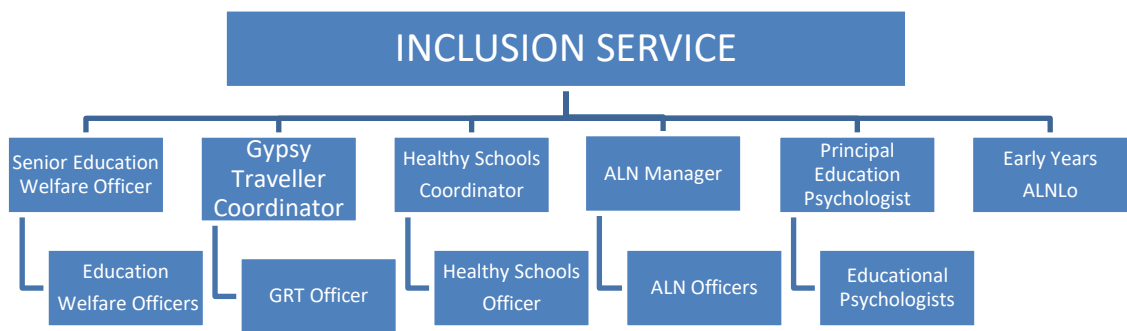 INCLUSION SERVICE
Senior Education
Welfare Officer
Gypsy
Traveller
Coordinator
Healthy Schools
Coordinator
ALN Manager
Principal
Education
Psychologist
Early Years
ALNLo
Education
Welfare Officers
GRT Officer
Healthy Schools
Officer
ALN Officers
Educational
Psychologists